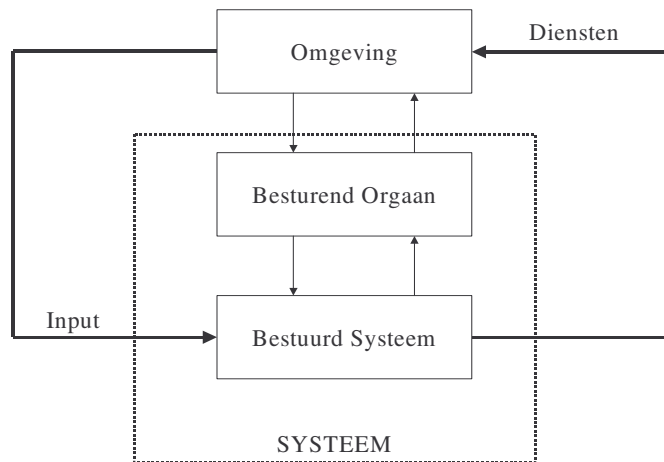 Diensten
Omgeving
Besturend Orgaan
Input
Bestuurd Systeem
SYSTEEM